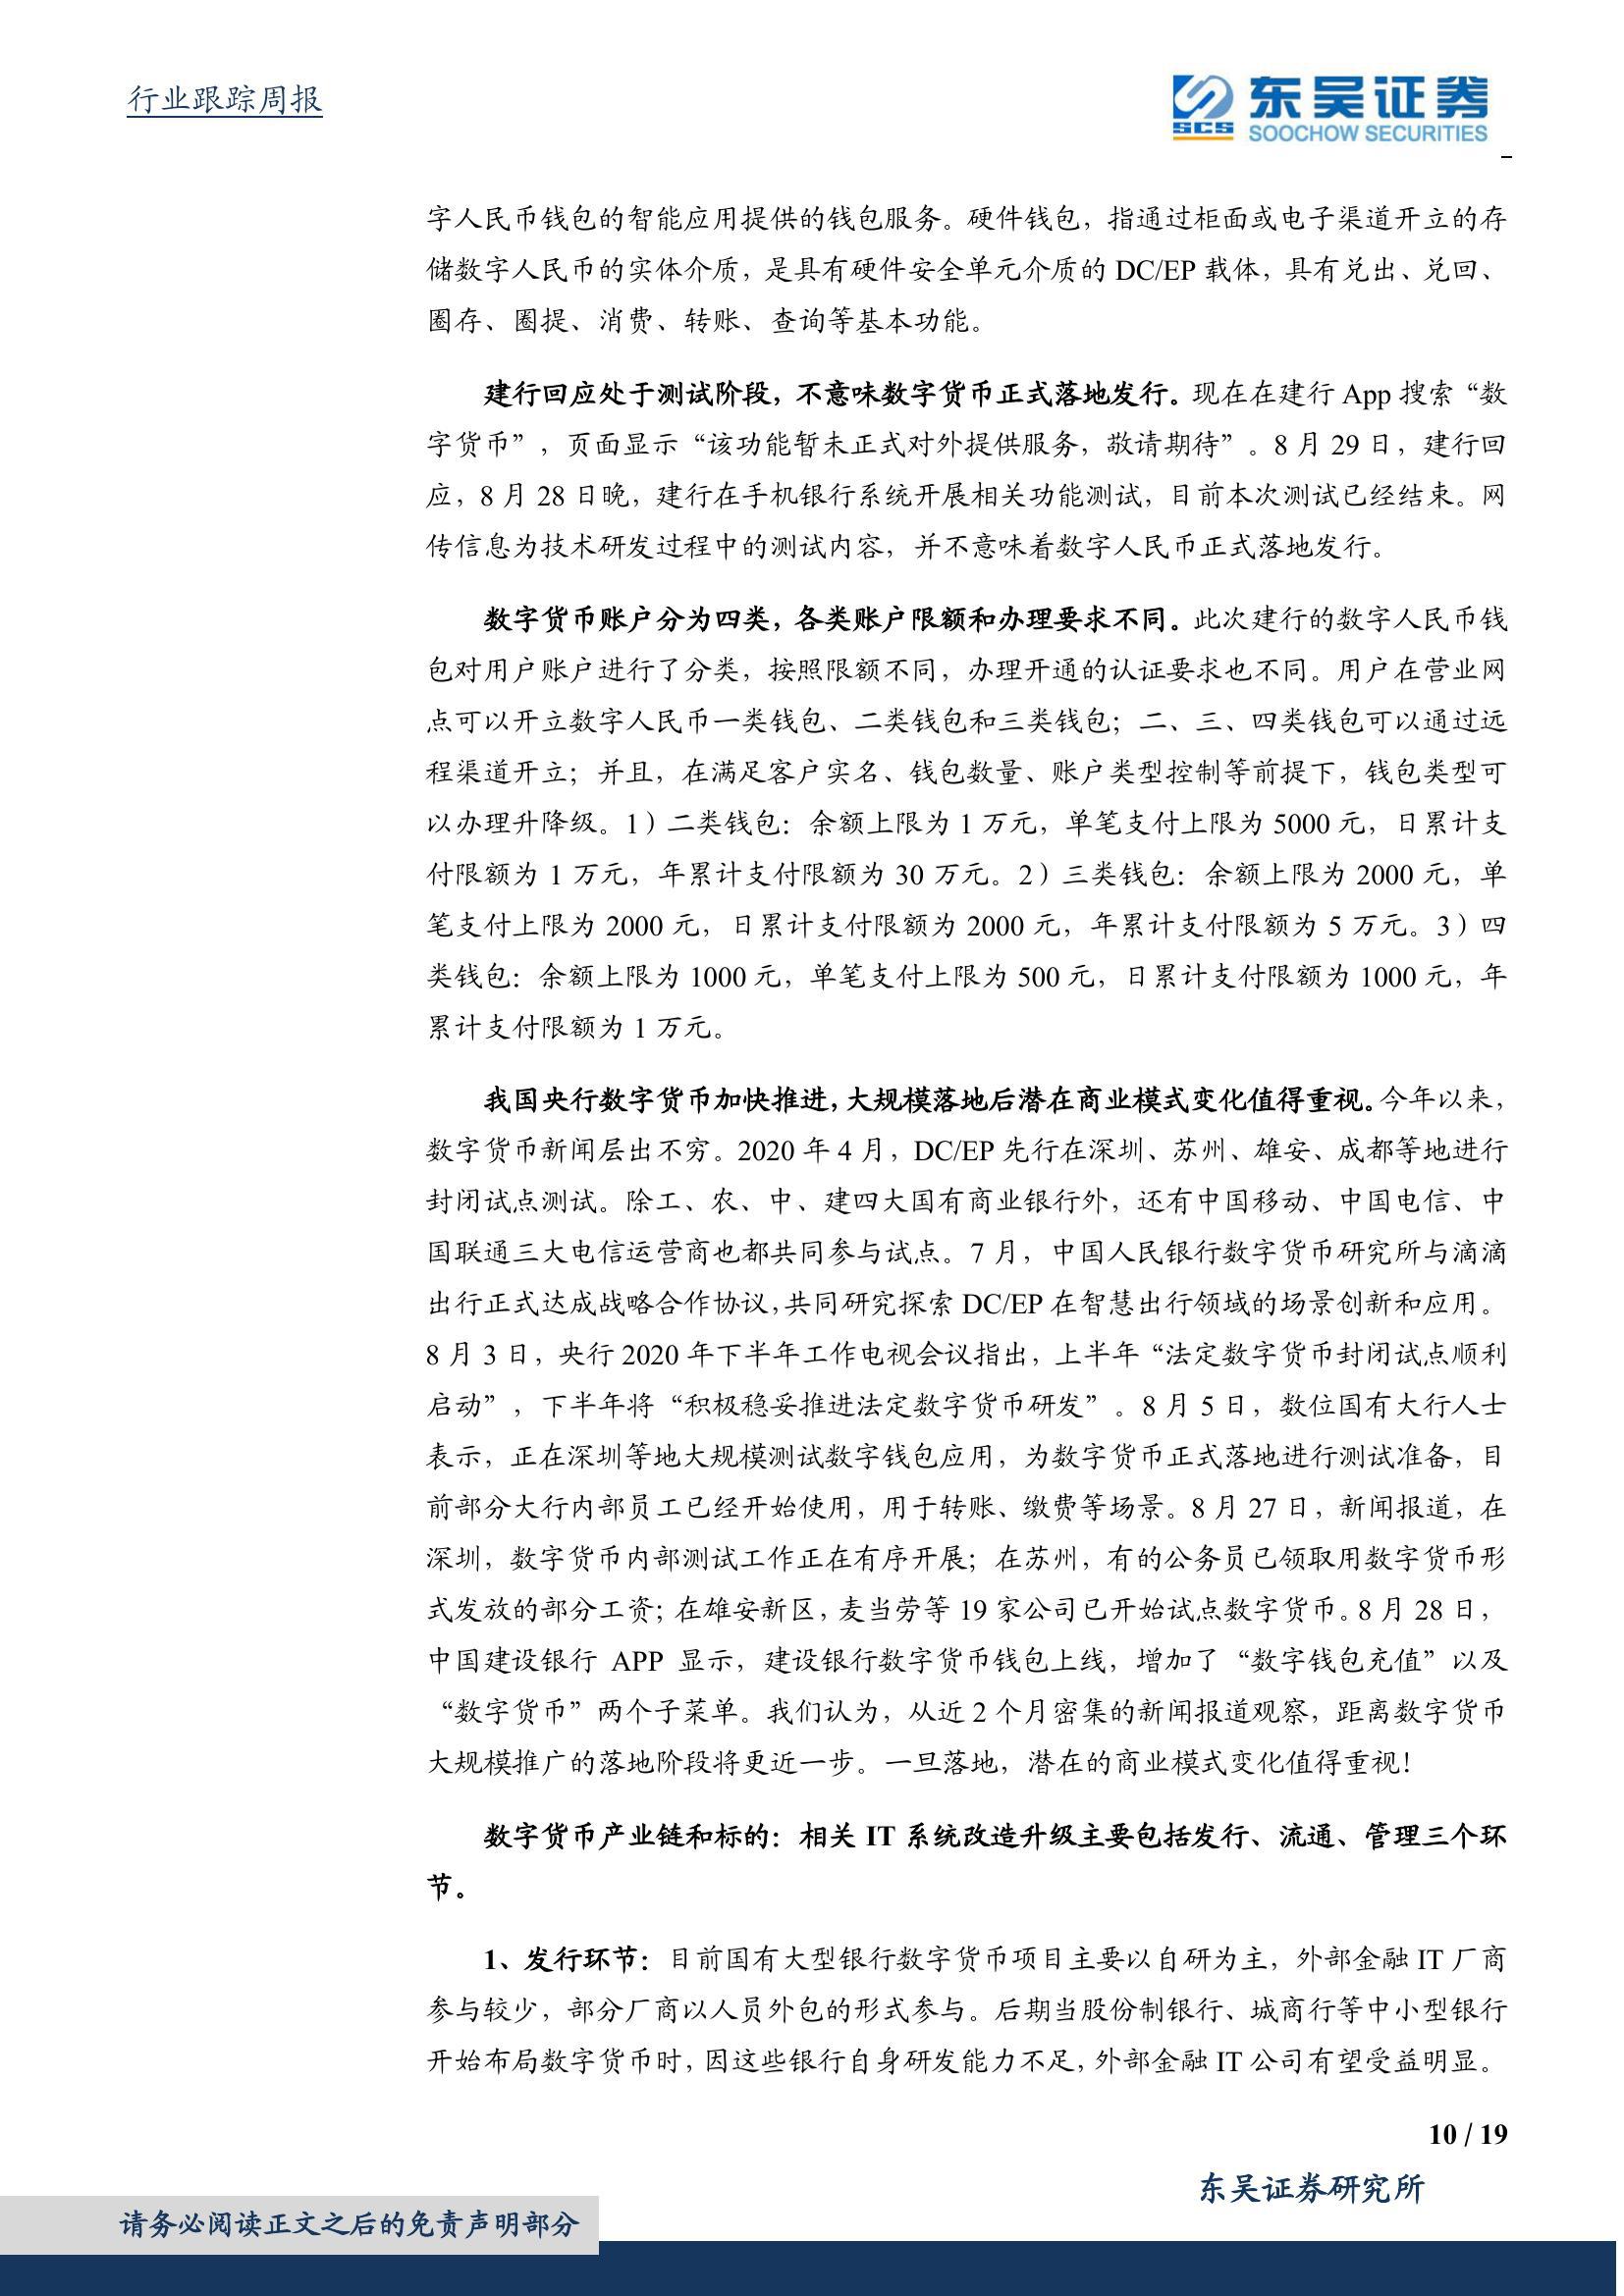 行业跟踪周报
SCS
东吴证券
SOOCHOW SECURITIES
字人民币钱包的智能应用提供的钱包服务。硬件钱包，指通过柜面或电子渠道开立的存
储数字人民币的实体介质，是具有硬件安全单元介质的 DC/EP 载体，具有兑出、兑回、
圈存、圈提、消费、转账、查询等基本功能。
建行回应处于测试阶段，不意味数字货币正式落地发行。现在在建行 App 搜索“数
字货币”，页面显示“该功能暂未正式对外提供服务，敬请期待”。8 月 29 日，建行回
应，8 月 28 日晚，建行在手机银行系统开展相关功能测试，目前本次测试已经结束。网
传信息为技术研发过程中的测试内容，并不意味着数字人民币正式落地发行。
数字货币账户分为四类，各类账户限额和办理要求不同。此次建行的数字人民币钱
包对用户账户进行了分类，按照限额不同，办理开通的认证要求也不同。用户在营业网
点可以开立数字人民币一类钱包、二类钱包和三类钱包；二、三、四类钱包可以通过远
程渠道开立；并且，在满足客户实名、钱包数量、账户类型控制等前提下，钱包类型可
以办理升降级。1）二类钱包：余额上限为 1 万元，单笔支付上限为 5000 元，日累计支
付限额为 1 万元，年累计支付限额为 30 万元。2）三类钱包：余额上限为 2000 元，单
笔支付上限为 2000 元，日累计支付限额为 2000 元，年累计支付限额为 5 万元。3）四
类钱包：余额上限为 1000 元，单笔支付上限为 500 元，日累计支付限额为 1000 元，年
累计支付限额为 1 万元。
我国央行数字货币加快推进，大规模落地后潜在商业模式变化值得重视。今年以来，
数字货币新闻层出不穷。2020 年 4 月，DC/EP 先行在深圳、苏州、雄安、成都等地进行
封闭试点测试。除工、农、中、建四大国有商业银行外，还有中国移动、中国电信、中
国联通三大电信运营商也都共同参与试点。7 月，中国人民银行数字货币研究所与滴滴
出行正式达成战略合作协议，共同研究探索 DC/EP 在智慧出行领域的场景创新和应用。
8 月 3 日，央行 2020 年下半年工作电视会议指出，上半年“法定数字货币封闭试点顺利
启动”，下半年将“积极稳妥推进法定数字货币研发”。8 月 5 日，数位国有大行人士
表示，正在深圳等地大规模测试数字钱包应用，为数字货币正式落地进行测试准备，目
前部分大行内部员工已经开始使用，用于转账、缴费等场景。8 月 27 日，新闻报道，在
深圳，数字货币内部测试工作正在有序开展；在苏州，有的公务员已领取用数字货币形
式发放的部分工资；在雄安新区，麦当劳等 19 家公司已开始试点数字货币。8 月 28 日，
中国建设银行 APP 显示，建设银行数字货币钱包上线，增加了“数字钱包充值”以及
“数字货币”两个子菜单。我们认为，从近 2 个月密集的新闻报道观察，距离数字货币
大规模推广的落地阶段将更近一步。一旦落地，潜在的商业模式变化值得重视！
数字货币产业链和标的：相关 IT 系统改造升级主要包括发行、流通、管理三个环
节。
1、发行环节：目前国有大型银行数字货币项目主要以自研为主，外部金融 IT 厂商
参与较少，部分厂商以人员外包的形式参与。后期当股份制银行、城商行等中小型银行
开始布局数字货币时，因这些银行自身研发能力不足，外部金融 IT 公司有望受益明显。
10 / 19
东吴证券研究所
请务必阅读正文之后的免责声明部分